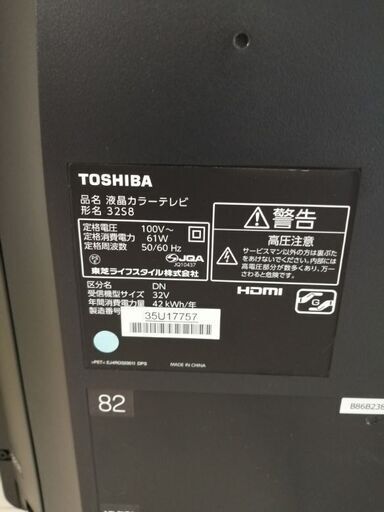 TOSHIBA
品名 液晶カラーテレビ
形名 32S8
定格電圧 100V～
定格消費電力 61W
定格周波数 50/60 Hz
JQA
JQ10437
東芝ライフスタイル株式会社
警告
高圧注意
サービスマン以外の方は裏ぶたをあけないでください。内部には高電圧部分が数多くあり、万一さわると危険です。
区分名 DN
受信機型サイズ 32V
年間消費電力量 42 kWh/年
製造番号
35U17757
HDMI
G
MADE IN CHINA
82